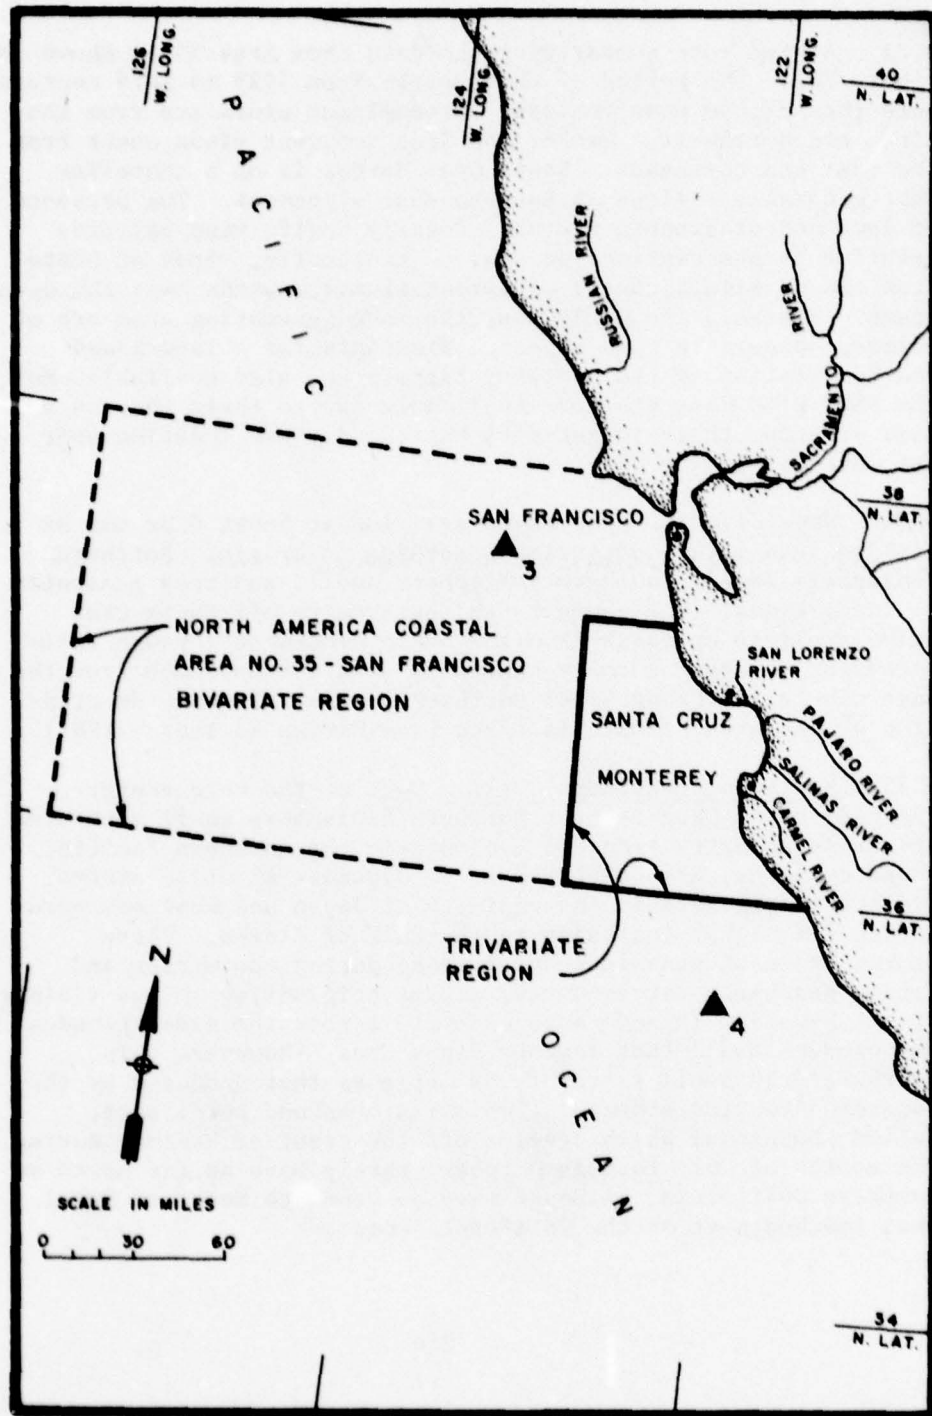 126
W. LONG.
124
W. LONG.
122
W. LONG.
40
N. LAT.
PACIFIC
RUSSIAN RIVER
SACRAMENTO RIVER
38
N. LAT.
SAN FRANCISCO
3
NORTH AMERICA COASTAL
AREA NO. 35 - SAN FRANCISCO
BIVARIATE REGION
SAN LORENZO
RIVER
SANTA CRUZ
PAJARO RIVER
MONTEREY
SALINAS RIVER
CARMEL RIVER
36
N. LAT.
TRIVARIATE
REGION
4
OCEAN
N
SCALE IN MILES
0 30 60
34
N. LAT.